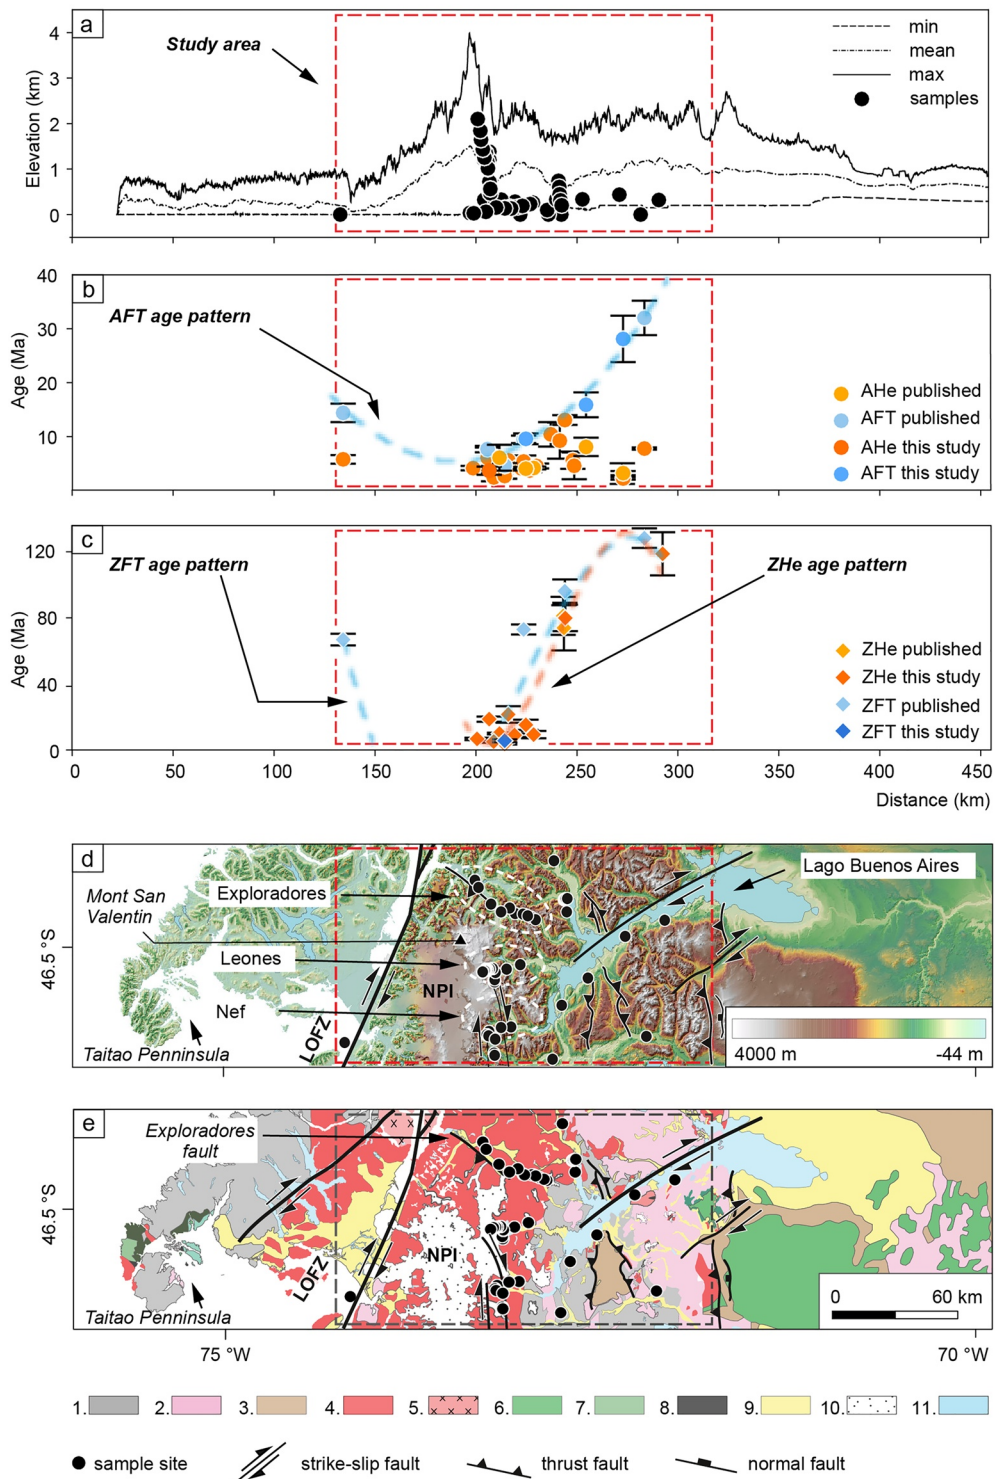 a
Study area
min
mean
max
samples
Elevation (km)
4
3
2
1
0
b
AFT age pattern
AHe published
AFT published
AHe this study
AFT this study
Age (Ma)
40
30
20
10
c
ZFT age pattern
ZHe age pattern
ZHe published
ZHe this study
ZFT published
ZFT this study
Age (Ma)
120
80
40
0
0 50 100 150 200 250 300 350 400 450
Distance (km)
d
Mont San
Valentin
Exploradores
Leones
Nef
NPI
LOFZ
Taitao Penninsula
Lago Buenos Aires
46.5 °S
4000 m -44 m
e
Exploradores
fault
NPI
LOFZ
Taitao Penninsula
46.5 °S
0 60 km
75 °W 70 °W
1. 2. 3. 4. 5. 6. 7. 8. 9. 10. 11.
sample site strike-slip fault thrust fault normal fault